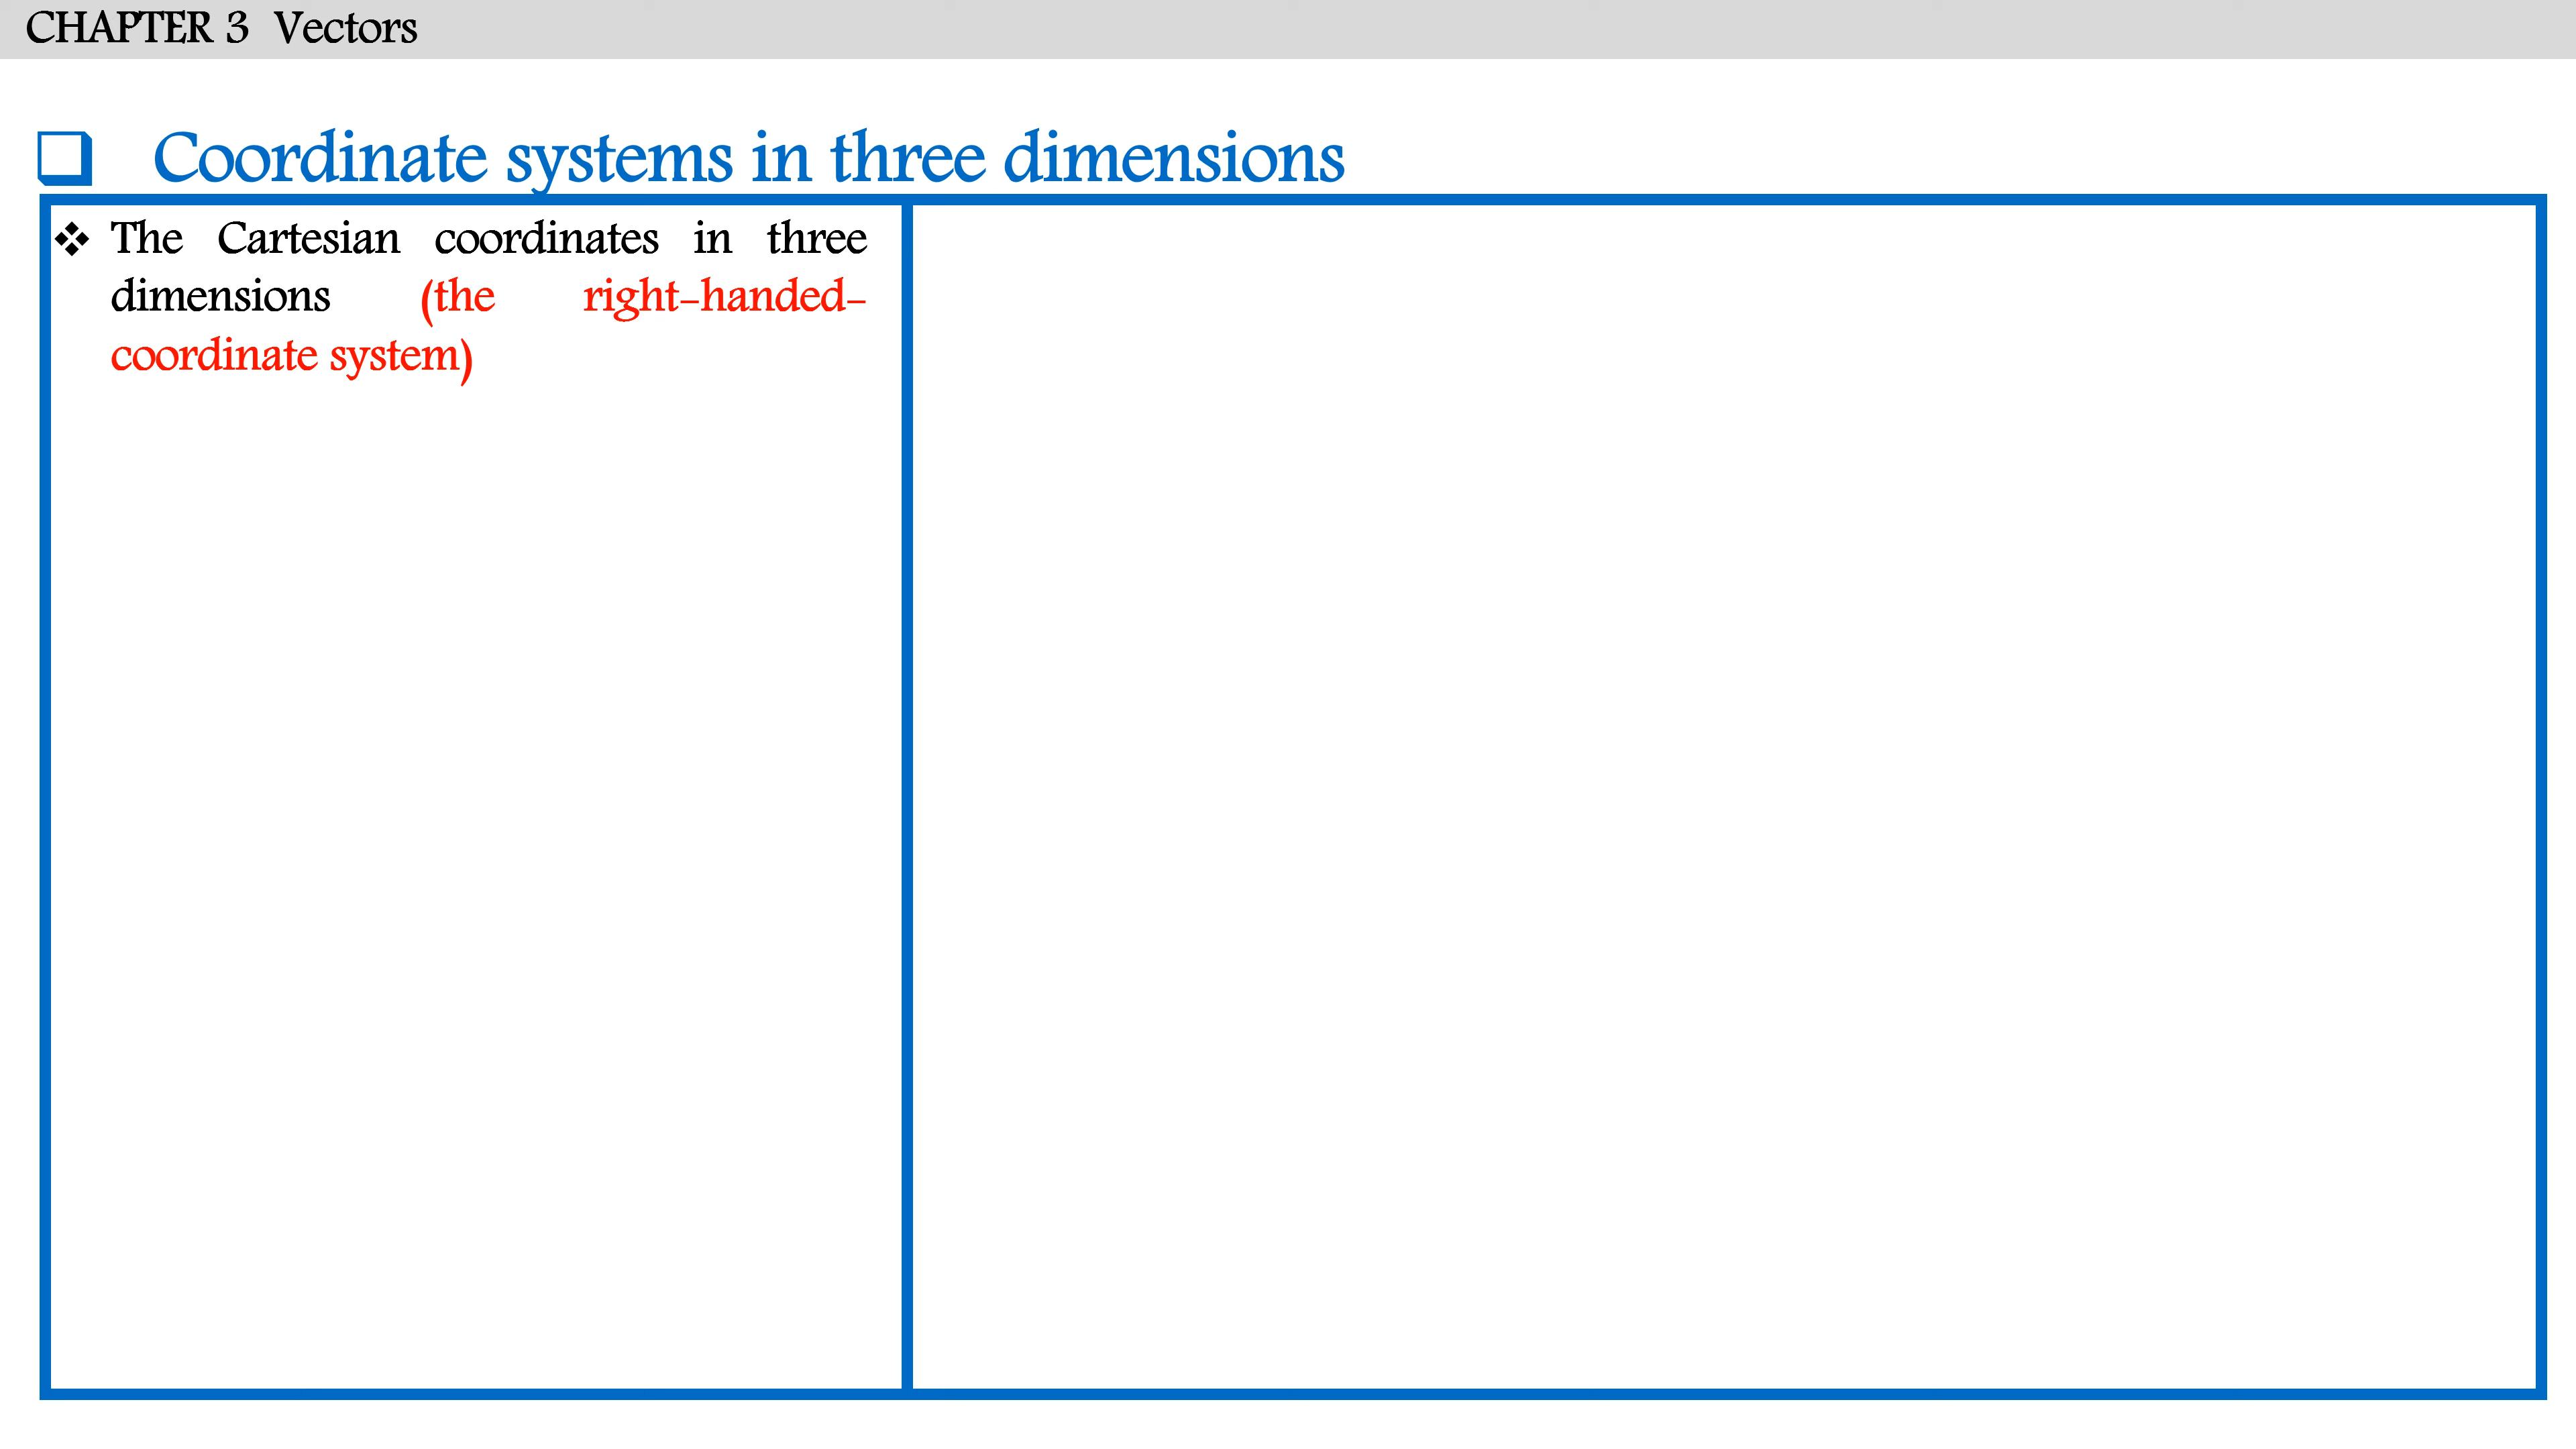 CHAPTER 3 Vectors
Coordinate systems in three dimensions
The Cartesian coordinates in three
dimensions (the right-handed-
coordinate system)